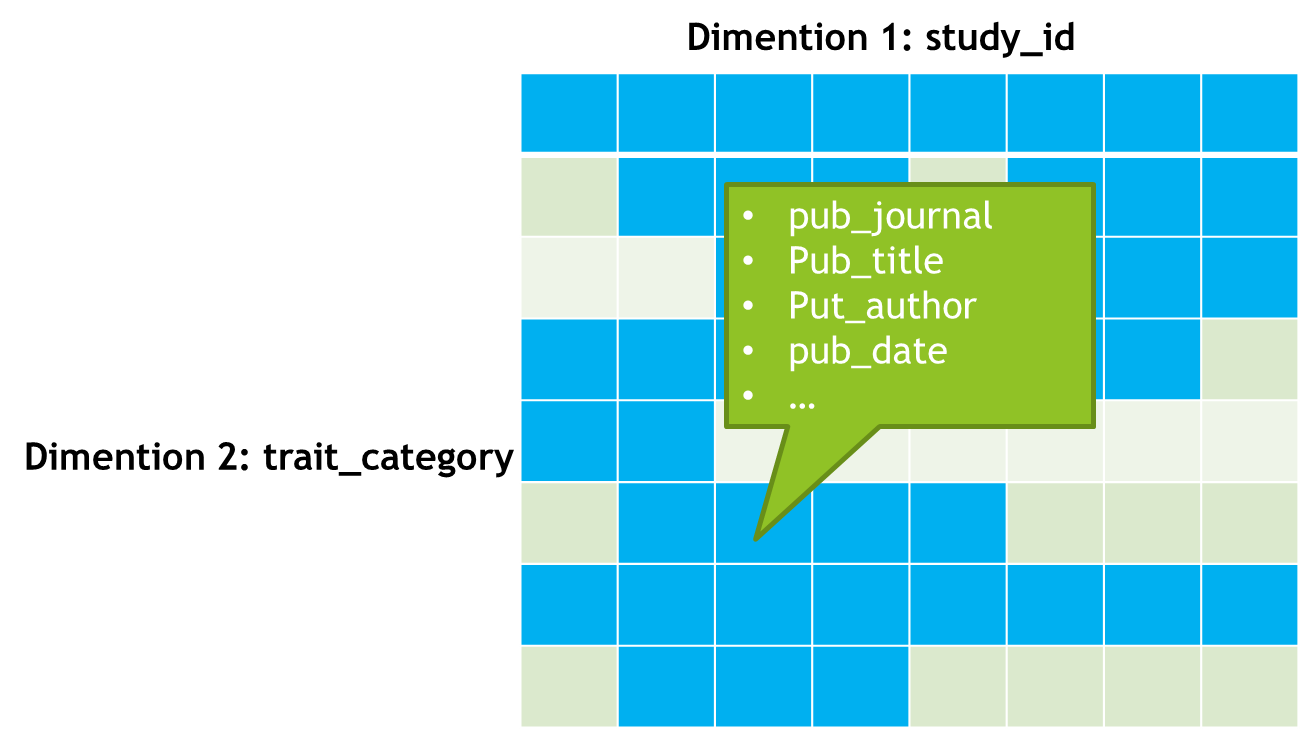 Dimention 1: study_id
• pub_journal
• Pub_title
• Put_author
• pub_date
• …
Dimention 2: trait_category